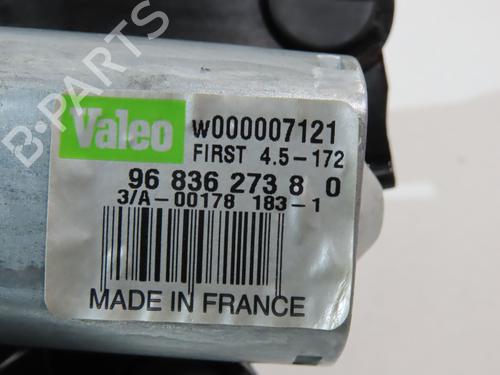 B-PARTS
Valeo
W000007121
FIRST 4.5-172
96 836 273 8 0
3/A-00178 183-1
MADE IN FRANCE